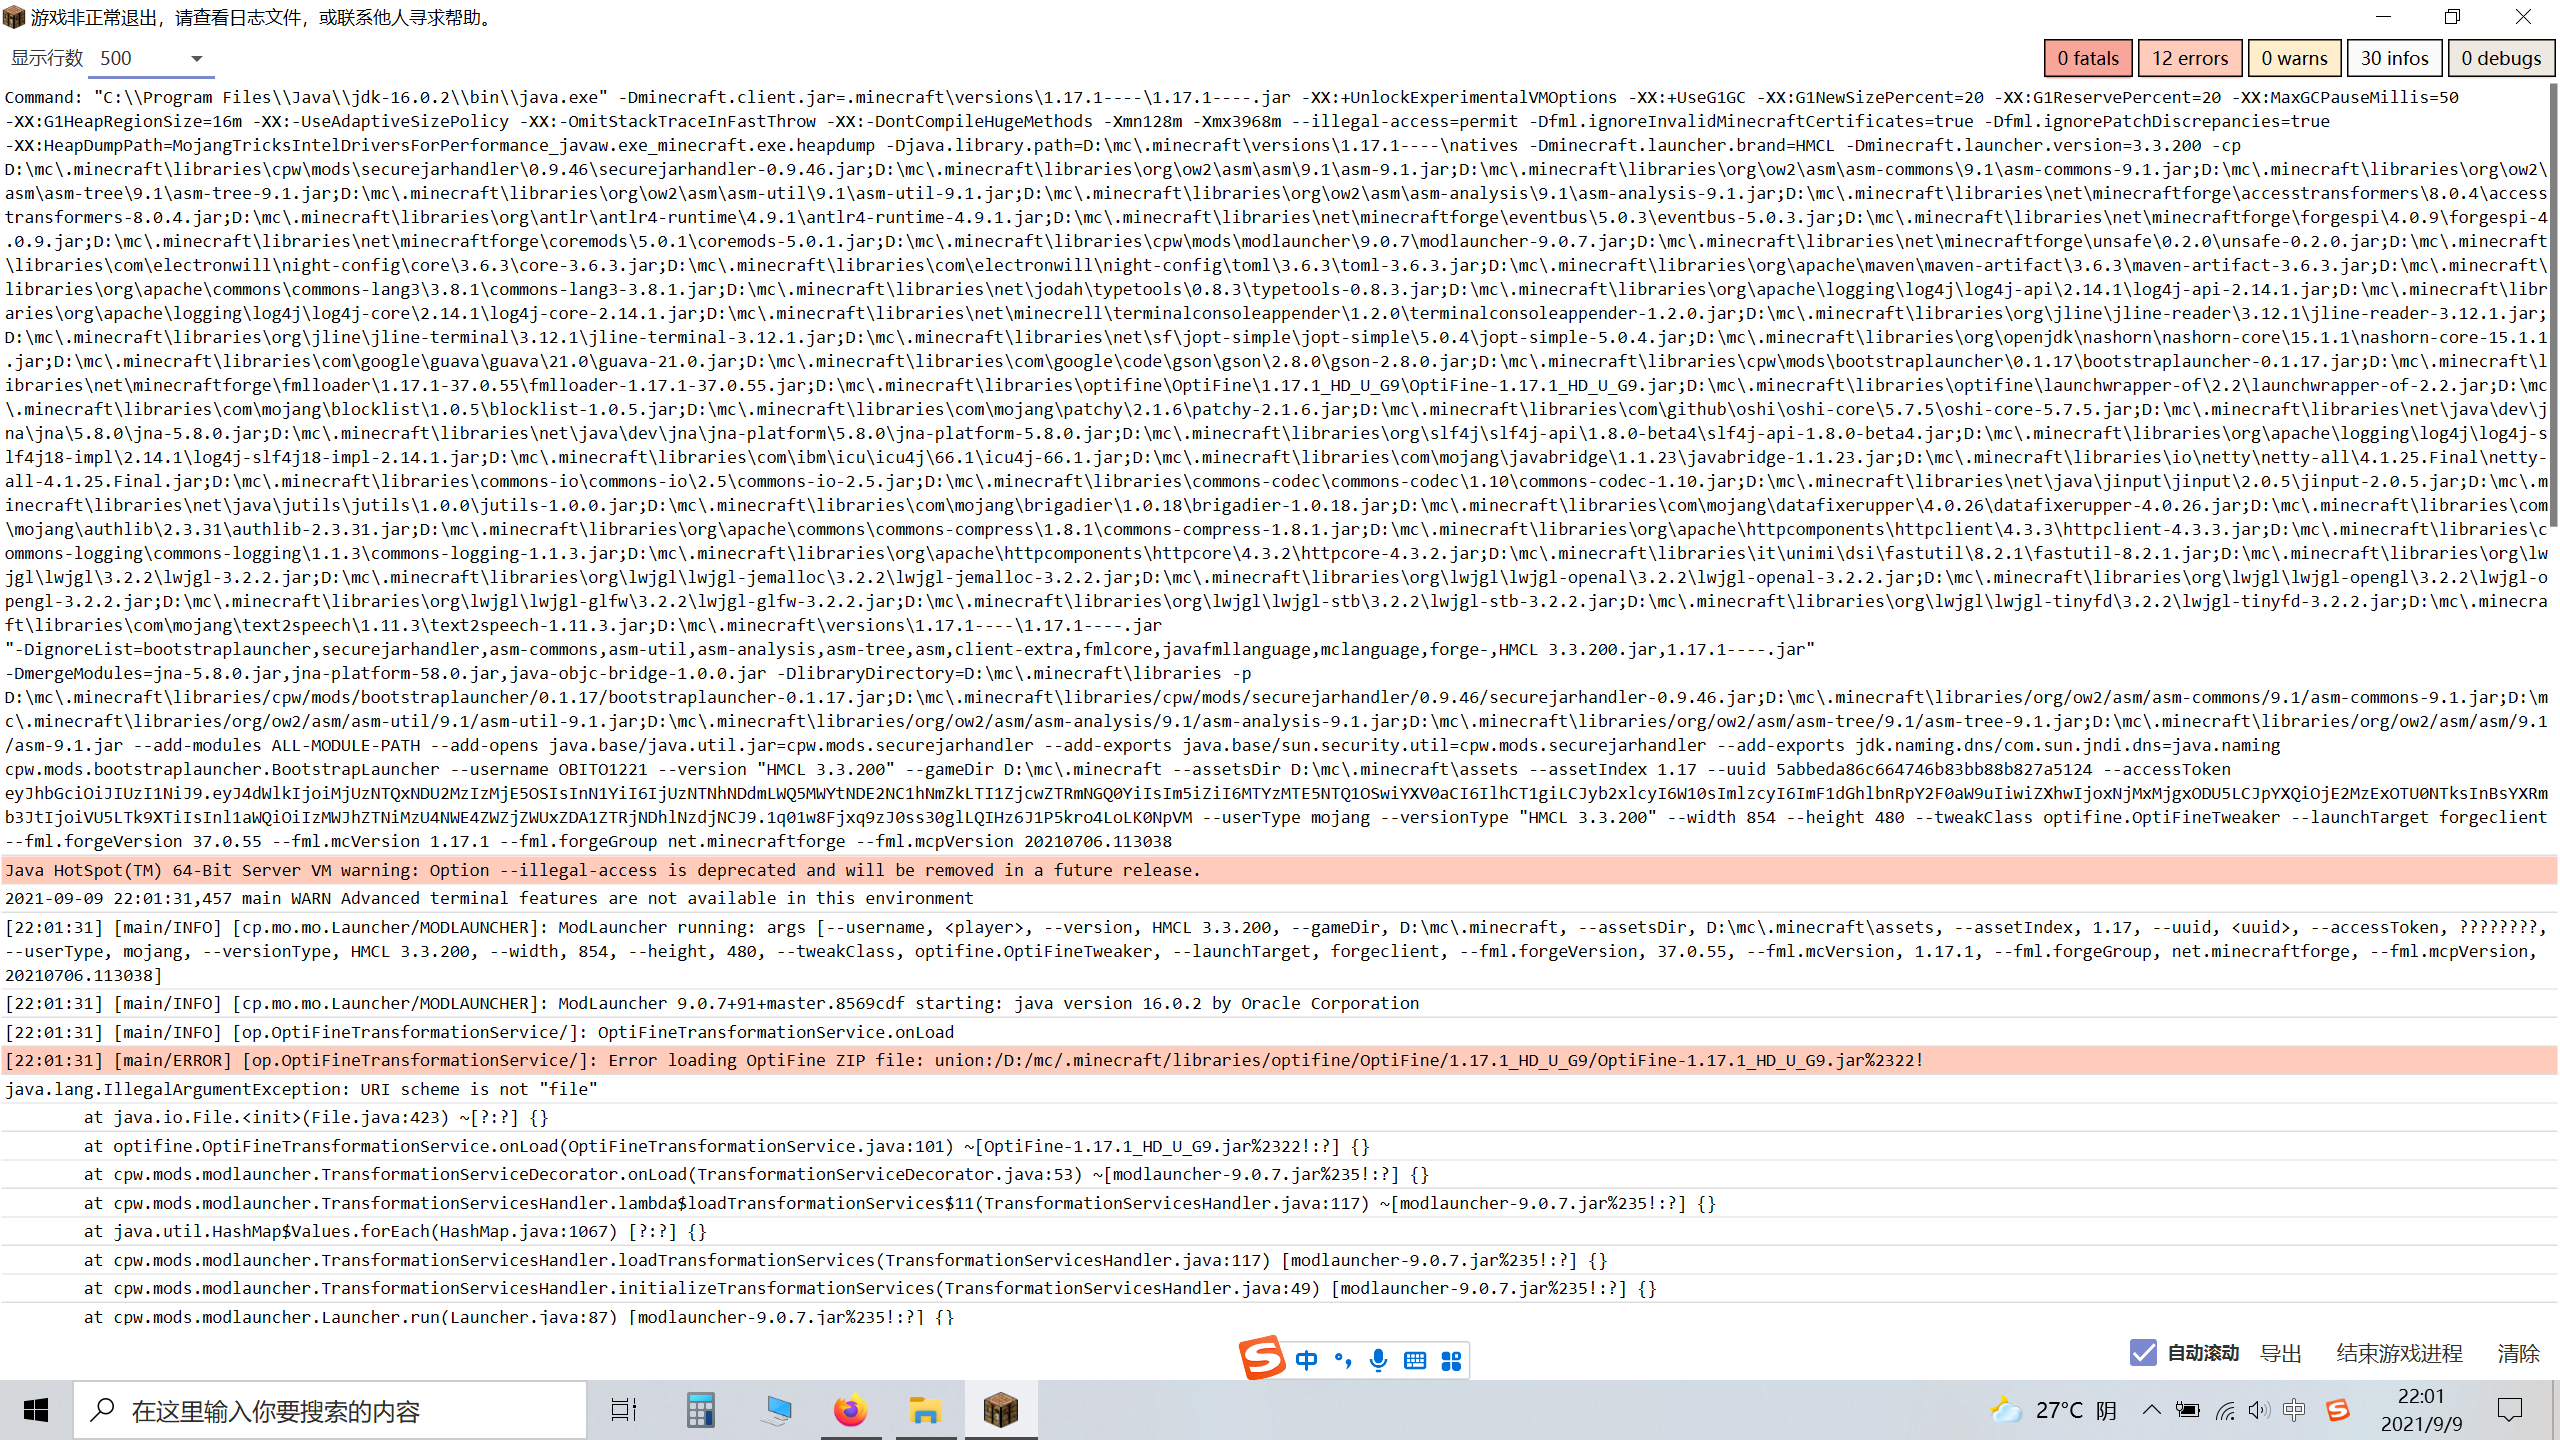 游戏非正常退出，请查看日志文件，或联系他人寻求帮助。
显示行数 500 0 fatals 12 errors 0 warns 30 infos 0 debugs
Command: "C:\\Program Files\\Java\\jdk-16.0.2\\bin\\java.exe" -Dminecraft.client.jar=.minecraft\versions\1.17.1----\1.17.1----.jar -XX:+UnlockExperimentalVMOptions -XX:+UseG1GC -XX:G1NewSizePercent=20 -XX:G1ReservePercent=20 -XX:MaxGCPauseMillis=50
-XX:G1HeapRegionSize=16m -XX:-UseAdaptiveSizePolicy -XX:-OmitStackTraceInFastThrow -XX:-DontCompileHugeMethods -Xmn128m -Xmx3968m --illegal-access=permit -Dfml.ignoreInvalidMinecraftCertificates=true -Dfml.ignorePatchDiscrepancies=true
-XX:HeapDumpPath=MojangTricksIntelDriversForPerformance_javaw.exe_minecraft.exe.heapdump -Djava.library.path=D:\mc\.minecraft\versions\1.17.1----\natives -Dminecraft.launcher.brand=HMCL -Dminecraft.launcher.version=3.3.200 -cp
D:\mc\.minecraft\libraries\cpw\mods\securejarhandler\0.9.46\securejarhandler-0.9.46.jar;D:\mc\.minecraft\libraries\org\ow2\asm\asm\9.1\asm-9.1.jar;D:\mc\.minecraft\libraries\org\ow2\asm\asm-commons\9.1\asm-commons-9.1.jar;D:\mc\.minecraft\libraries\org\ow2\
asm\asm-tree\9.1\asm-tree-9.1.jar;D:\mc\.minecraft\libraries\org\ow2\asm\asm-util\9.1\asm-util-9.1.jar;D:\mc\.minecraft\libraries\org\ow2\asm\asm-analysis\9.1\asm-analysis-9.1.jar;D:\mc\.minecraft\libraries\net\minecraftforge\accesstransformers\8.0.4\access
transformers-8.0.4.jar;D:\mc\.minecraft\libraries\org\antlr\antlr4-runtime\4.9.1\antlr4-runtime-4.9.1.jar;D:\mc\.minecraft\libraries\net\minecraftforge\eventbus\5.0.3\eventbus-5.0.3.jar;D:\mc\.minecraft\libraries\net\minecraftforge\forgespi\4.0.9\forgespi-4
.0.9.jar;D:\mc\.minecraft\libraries\net\minecraftforge\coremods\5.0.1\coremods-5.0.1.jar;D:\mc\.minecraft\libraries\cpw\mods\modlauncher\9.0.7\modlauncher-9.0.7.jar;D:\mc\.minecraft\libraries\net\minecraftforge\unsafe\0.2.0\unsafe-0.2.0.jar;D:\mc\.minecraft
\libraries\com\electronwill\night-config\core\3.6.3\core-3.6.3.jar;D:\mc\.minecraft\libraries\com\electronwill\night-config\toml\3.6.3\toml-3.6.3.jar;D:\mc\.minecraft\libraries\org\apache\maven\maven-artifact\3.6.3\maven-artifact-3.6.3.jar;D:\mc\.minecraft\
libraries\org\apache\commons\commons-lang3\3.8.1\commons-lang3-3.8.1.jar;D:\mc\.minecraft\libraries\net\jodah\typetools\0.8.3\typetools-0.8.3.jar;D:\mc\.minecraft\libraries\org\apache\logging\log4j\log4j-api\2.14.1\log4j-api-2.14.1.jar;D:\mc\.minecraft\libr
aries\org\apache\logging\log4j\log4j-core\2.14.1\log4j-core-2.14.1.jar;D:\mc\.minecraft\libraries\net\minecrell\terminalconsoleappender\1.2.0\terminalconsoleappender-1.2.0.jar;D:\mc\.minecraft\libraries\org\jline\jline-reader\3.12.1\jline-reader-3.12.1.jar;
D:\mc\.minecraft\libraries\org\jline\jline-terminal\3.12.1\jline-terminal-3.12.1.jar;D:\mc\.minecraft\libraries\net\sf\jopt-simple\jopt-simple\5.0.4\jopt-simple-5.0.4.jar;D:\mc\.minecraft\libraries\org\openjdk\nashorn\nashorn-core\15.1.1\nashorn-core-15.1.1
.jar;D:\mc\.minecraft\libraries\com\google\guava\guava\21.0\guava-21.0.jar;D:\mc\.minecraft\libraries\com\google\code\gson\gson\2.8.0\gson-2.8.0.jar;D:\mc\.minecraft\libraries\cpw\mods\bootstraplauncher\0.1.17\bootstraplauncher-0.1.17.jar;D:\mc\.minecraft\l
ibraries\net\minecraftforge\fmlloader\1.17.1-37.0.55\fmlloader-1.17.1-37.0.55.jar;D:\mc\.minecraft\libraries\optifine\OptiFine\1.17.1_HD_U_G9\OptiFine-1.17.1_HD_U_G9.jar;D:\mc\.minecraft\libraries\optifine\launchwrapper-of\2.2\launchwrapper-of-2.2.jar;D:\mc
\.minecraft\libraries\com\mojang\blocklist\1.0.5\blocklist-1.0.5.jar;D:\mc\.minecraft\libraries\com\mojang\patchy\2.1.6\patchy-2.1.6.jar;D:\mc\.minecraft\libraries\com\github\oshi\oshi-core\5.7.5\oshi-core-5.7.5.jar;D:\mc\.minecraft\libraries\net\java\dev\j
na\jna\5.8.0\jna-5.8.0.jar;D:\mc\.minecraft\libraries\net\java\dev\jna\jna-platform\5.8.0\jna-platform-5.8.0.jar;D:\mc\.minecraft\libraries\org\slf4j\slf4j-api\1.8.0-beta4\slf4j-api-1.8.0-beta4.jar;D:\mc\.minecraft\libraries\org\apache\logging\log4j\log4j-s
lf4j18-impl\2.14.1\log4j-slf4j18-impl-2.14.1.jar;D:\mc\.minecraft\libraries\com\ibm\icu\icu4j\66.1\icu4j-66.1.jar;D:\mc\.minecraft\libraries\com\mojang\javabridge\1.1.23\javabridge-1.1.23.jar;D:\mc\.minecraft\libraries\io\netty\netty-all\4.1.25.Final\netty-
all-4.1.25.Final.jar;D:\mc\.minecraft\libraries\commons-io\commons-io\2.5\commons-io-2.5.jar;D:\mc\.minecraft\libraries\commons-codec\commons-codec\1.10\commons-codec-1.10.jar;D:\mc\.minecraft\libraries\net\java\jinput\jinput\2.0.5\jinput-2.0.5.jar;D:\mc\.m
inecraft\libraries\net\java\jutils\jutils\1.0.0\jutils-1.0.0.jar;D:\mc\.minecraft\libraries\com\mojang\brigadier\1.0.18\brigadier-1.0.18.jar;D:\mc\.minecraft\libraries\com\mojang\datafixerupper\4.0.26\datafixerupper-4.0.26.jar;D:\mc\.minecraft\libraries\com
\mojang\authlib\2.3.31\authlib-2.3.31.jar;D:\mc\.minecraft\libraries\org\apache\commons\commons-compress\1.8.1\commons-compress-1.8.1.jar;D:\mc\.minecraft\libraries\org\apache\httpcomponents\httpclient\4.3.3\httpclient-4.3.3.jar;D:\mc\.minecraft\libraries\c
ommons-logging\commons-logging\1.1.3\commons-logging-1.1.3.jar;D:\mc\.minecraft\libraries\org\apache\httpcomponents\httpcore\4.3.2\httpcore-4.3.2.jar;D:\mc\.minecraft\libraries\it\unimi\dsi\fastutil\8.2.1\fastutil-8.2.1.jar;D:\mc\.minecraft\libraries\org\lw
jgl\lwjgl\3.2.2\lwjgl-3.2.2.jar;D:\mc\.minecraft\libraries\org\lwjgl\lwjgl-jemalloc\3.2.2\lwjgl-jemalloc-3.2.2.jar;D:\mc\.minecraft\libraries\org\lwjgl\lwjgl-openal\3.2.2\lwjgl-openal-3.2.2.jar;D:\mc\.minecraft\libraries\org\lwjgl\lwjgl-opengl\3.2.2\lwjgl-o
pengl-3.2.2.jar;D:\mc\.minecraft\libraries\org\lwjgl\lwjgl-glfw\3.2.2\lwjgl-glfw-3.2.2.jar;D:\mc\.minecraft\libraries\org\lwjgl\lwjgl-stb\3.2.2\lwjgl-stb-3.2.2.jar;D:\mc\.minecraft\libraries\org\lwjgl\lwjgl-tinyfd\3.2.2\lwjgl-tinyfd-3.2.2.jar;D:\mc\.minecra
ft\libraries\com\mojang\text2speech\1.11.3\text2speech-1.11.3.jar;D:\mc\.minecraft\versions\1.17.1----\1.17.1----.jar
"-DignoreList=bootstraplauncher,securejarhandler,asm-commons,asm-util,asm-analysis,asm-tree,asm,client-extra,fmlcore,javafmllanguage,mclanguage,forge-,HMCL 3.3.200.jar,1.17.1----.jar"
-DmergeModules=jna-5.8.0.jar,jna-platform-58.0.jar,java-objc-bridge-1.0.0.jar -DlibraryDirectory=D:\mc\.minecraft\libraries -p
D:\mc\.minecraft\libraries/cpw/mods/bootstraplauncher/0.1.17/bootstraplauncher-0.1.17.jar;D:\mc\.minecraft\libraries/cpw/mods/securejarhandler/0.9.46/securejarhandler-0.9.46.jar;D:\mc\.minecraft\libraries/org/ow2/asm/asm-commons/9.1/asm-commons-9.1.jar;D:\m
c\.minecraft\libraries/org/ow2/asm/asm-util/9.1/asm-util-9.1.jar;D:\mc\.minecraft\libraries/org/ow2/asm/asm-analysis/9.1/asm-analysis-9.1.jar;D:\mc\.minecraft\libraries/org/ow2/asm/asm-tree/9.1/asm-tree-9.1.jar;D:\mc\.minecraft\libraries/org/ow2/asm/asm/9.1
/asm-9.1.jar --add-modules ALL-MODULE-PATH --add-opens java.base/java.util.jar=cpw.mods.securejarhandler --add-exports java.base/sun.security.util=cpw.mods.securejarhandler --add-exports jdk.naming.dns/com.sun.jndi.dns=java.naming
cpw.mods.bootstraplauncher.BootstrapLauncher --username OBITO1221 --version "HMCL 3.3.200" --gameDir D:\mc\.minecraft --assetsDir D:\mc\.minecraft\assets --assetIndex 1.17 --uuid 5abbeda86c664746b83bb88b827a5124 --accessToken
--userType mojang --versionType "HMCL 3.3.200" --width 854 --height 480 --tweakClass optifine.OptiFineTweaker --launchTarget forgeclient
--fml.forgeVersion 37.0.55 --fml.mcVersion 1.17.1 --fml.forgeGroup net.minecraftforge --fml.mcpVersion 20210706.113038
Java HotSpot(TM) 64-Bit Server VM warning: Option --illegal-access is deprecated and will be removed in a future release.
2021-09-09 22:01:31,457 main WARN Advanced terminal features are not available in this environment
[22:01:31] [main/INFO] [cp.mo.mo.Launcher/MODLAUNCHER]: ModLauncher running: args [--username, <player>, --version, HMCL 3.3.200, --gameDir, D:\mc\.minecraft, --assetsDir, D:\mc\.minecraft\assets, --assetIndex, 1.17, --uuid, <uuid>, --accessToken, ????????,
--userType, mojang, --versionType, HMCL 3.3.200, --width, 854, --height, 480, --tweakClass, optifine.OptiFineTweaker, --launchTarget, forgeclient, --fml.forgeVersion, 37.0.55, --fml.mcVersion, 1.17.1, --fml.forgeGroup, net.minecraftforge, --fml.mcpVersion,
20210706.113038]
[22:01:31] [main/INFO] [cp.mo.mo.Launcher/MODLAUNCHER]: ModLauncher 9.0.7+91+master.8569cdf starting: java version 16.0.2 by Oracle Corporation
[22:01:31] [main/INFO] [op.OptiFineTransformationService/]: OptiFineTransformationService.onLoad
[22:01:31] [main/ERROR] [op.OptiFineTransformationService/]: Error loading OptiFine ZIP file: union:/D:/mc/.minecraft/libraries/optifine/OptiFine/1.17.1_HD_U_G9/OptiFine-1.17.1_HD_U_G9.jar%2322!
java.lang.IllegalArgumentException: URI scheme is not "file"
at java.io.File.<init>(File.java:423) ~[?:?] {}
at optifine.OptiFineTransformationService.onLoad(OptiFineTransformationService.java:101) ~[OptiFine-1.17.1_HD_U_G9.jar%2322!:?] {}
at cpw.mods.modlauncher.TransformationServiceDecorator.onLoad(TransformationServiceDecorator.java:53) ~[modlauncher-9.0.7.jar%235!:?] {}
at cpw.mods.modlauncher.TransformationServicesHandler.lambda$loadTransformationServices$11(TransformationServicesHandler.java:117) ~[modlauncher-9.0.7.jar%235!:?] {}
at java.util.HashMap$Values.forEach(HashMap.java:1067) [?:?] {}
at cpw.mods.modlauncher.TransformationServicesHandler.loadTransformationServices(TransformationServicesHandler.java:117) [modlauncher-9.0.7.jar%235!:?] {}
at cpw.mods.modlauncher.TransformationServicesHandler.initializeTransformationServices(TransformationServicesHandler.java:49) [modlauncher-9.0.7.jar%235!:?] {}
at cpw.mods.modlauncher.Launcher.run(Launcher.java:87) [modlauncher-9.0.7.jar%235!:?] {}
自动滚动 导出 结束游戏进程 清除
中
在这里输入你要搜索的内容
27°C 阴 中
22:01
2021/9/9